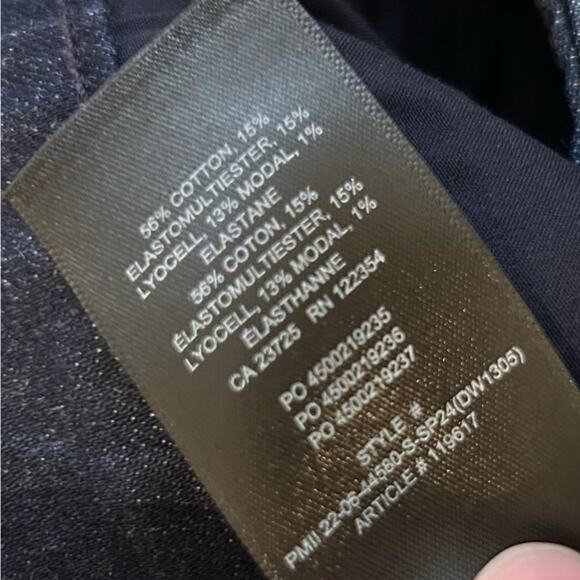 56% COTTON, 15%
ELASTOMULTIESTER, 15%
LYOCELL, 13% MODAL, 1%
ELASTANE
56% COTON, 15%
ÉLASTOMULTIESTER, 15%
LYOCELL, 13% MODAL, 1%
ÉLASTHANNE
CA 23725 RN 122354
PO 4500219235
PO 4500219236
PO 4500219237
STYLE #
PMII 22-06-44580-S-SP24(DW1305)
ARTICLE # 119617